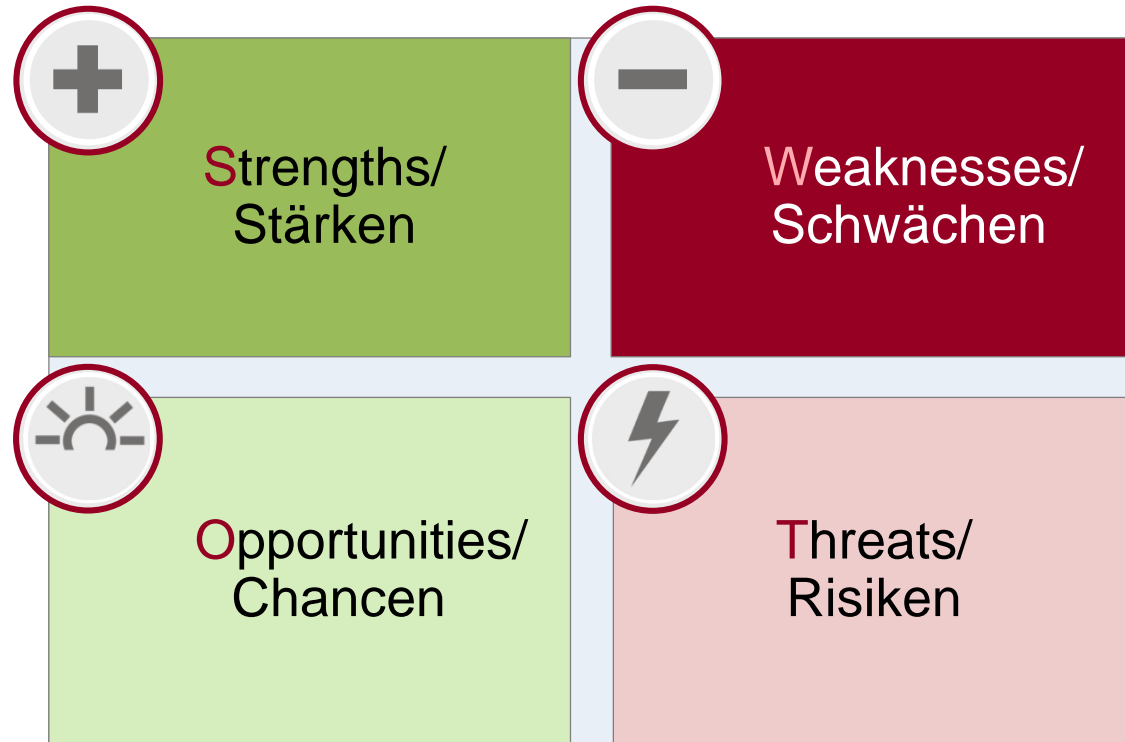 Strengths/
Stärken
Weaknesses/
Schwächen
Opportunities/
Chancen
Threats/
Risiken